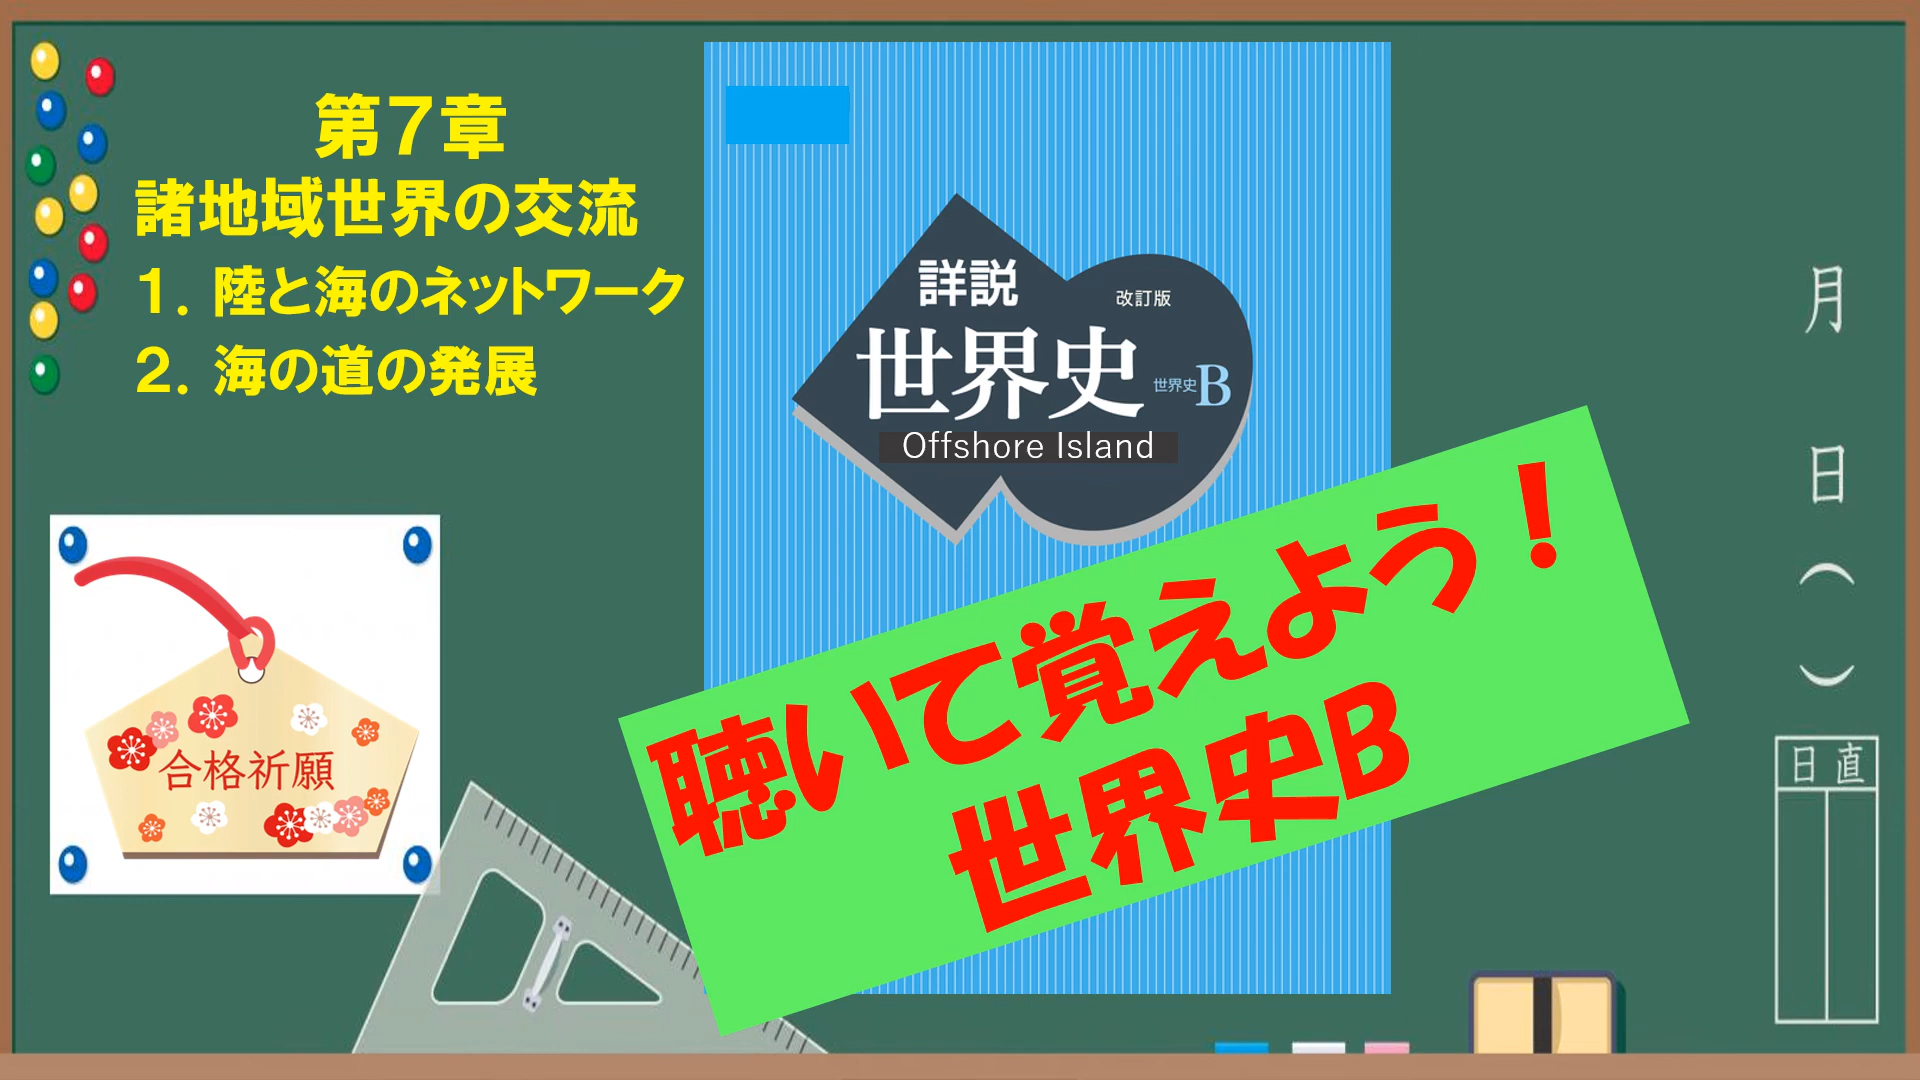 第７章
諸地域世界の交流
１．陸と海のネットワーク
２．海の道の発展
詳説
改訂版
世界史
世界史B
Offshore Island
聴いて覚えよう！
世界史B
合格祈願
月
日
（
）
日直